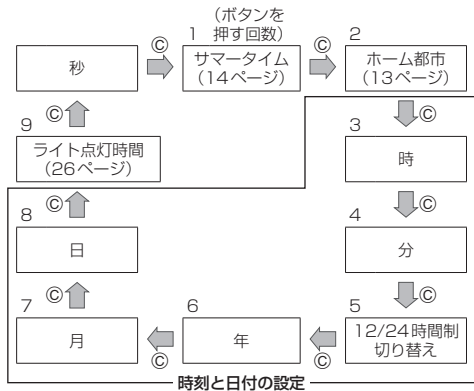 (ボタンを
押す回数)
秒
Ⓒ
1
サマータイム
(14ページ)
Ⓒ
2
ホーム都市
(13ページ)
Ⓒ
3
時
Ⓒ
4
分
Ⓒ
5
12/24時間制
切り替え
Ⓒ
6
年
Ⓒ
7
月
Ⓒ
8
日
Ⓒ
9
ライト点灯時間
(26ページ)
Ⓒ
時刻と日付の設定